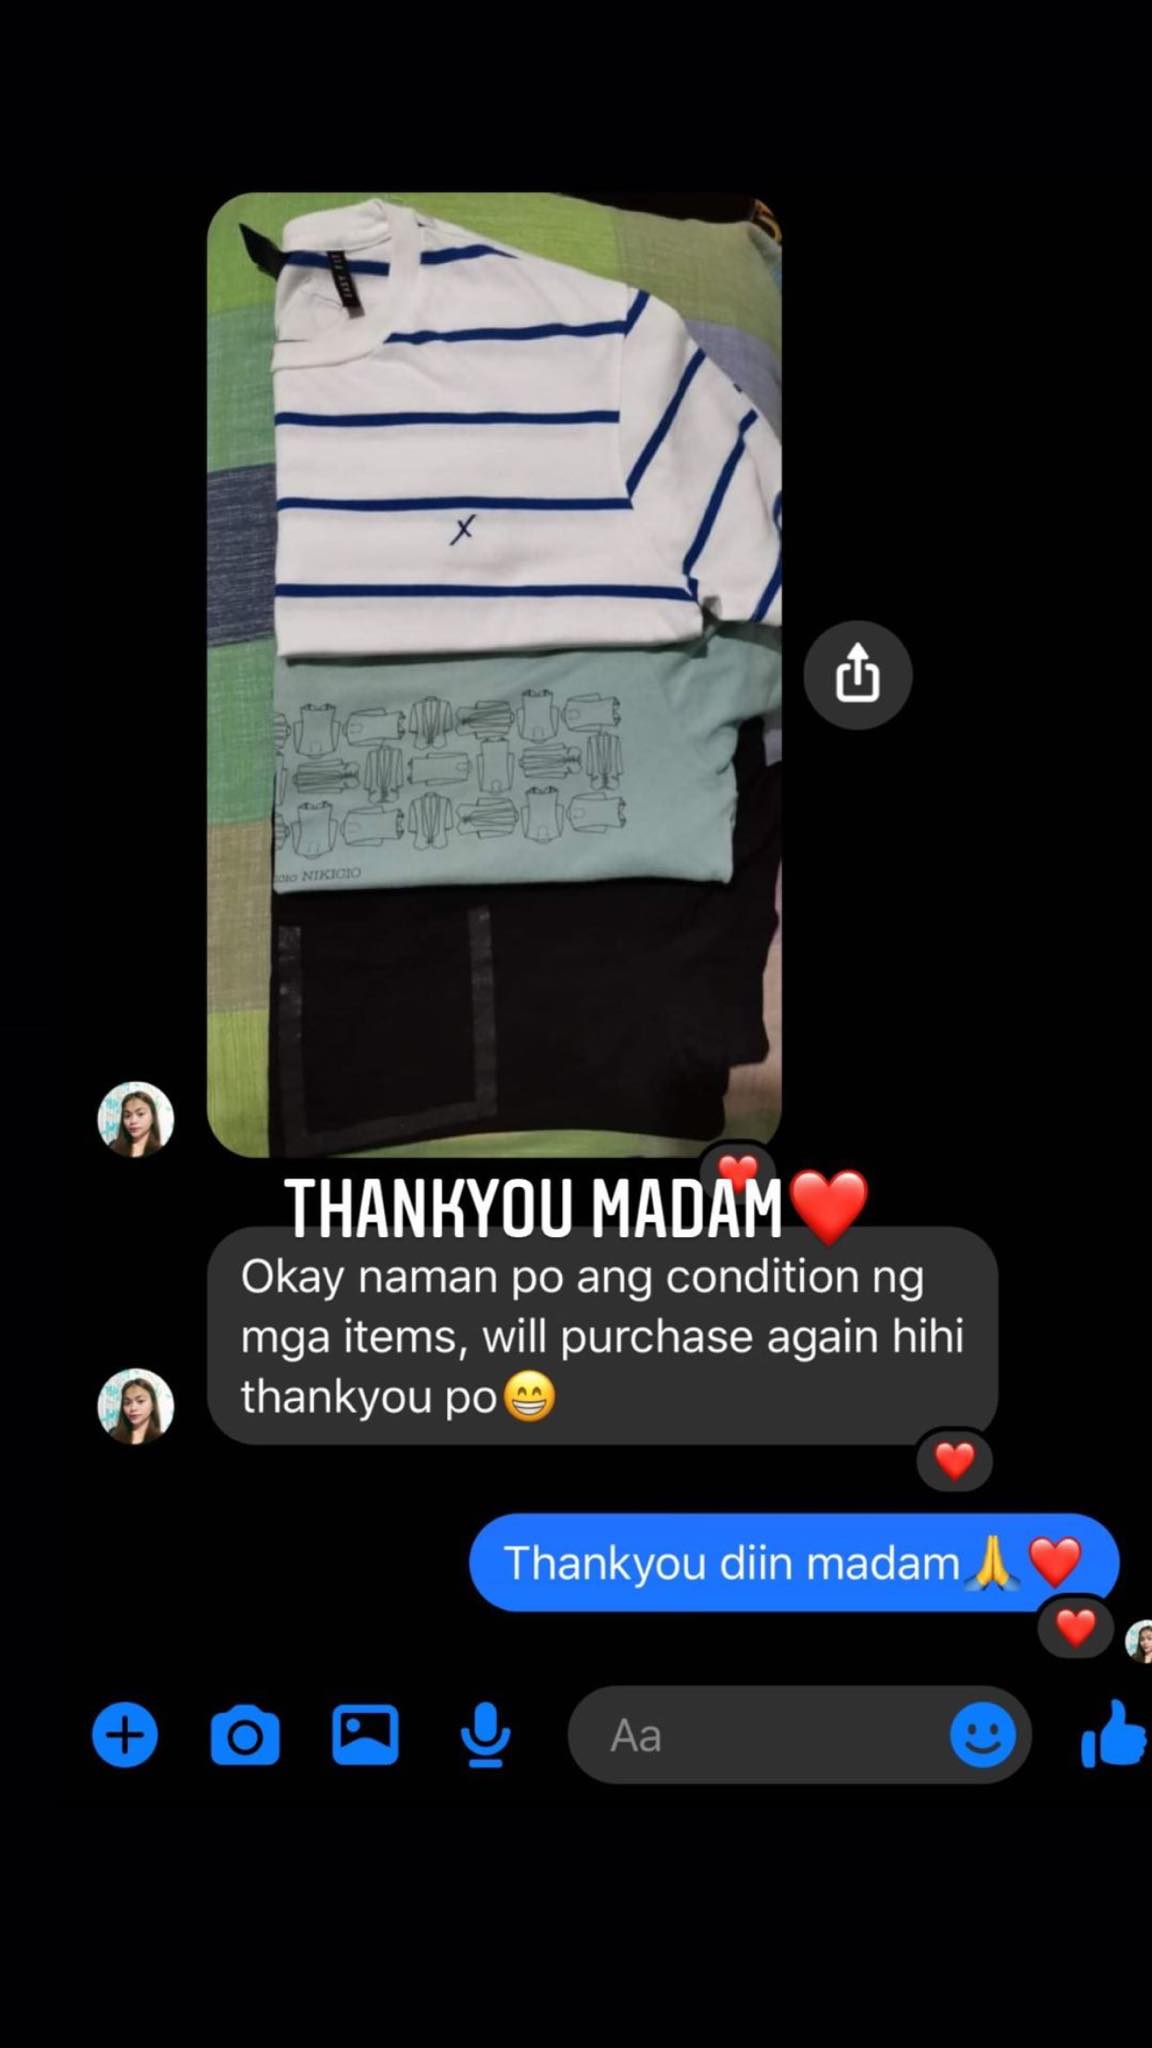 NIKICIO
THANKYOU MADAM❤️
Okay naman po ang condition ng
mga items, will purchase again hihi
thankyou po😁
Thankyou diin madam🙏❤️
Aa